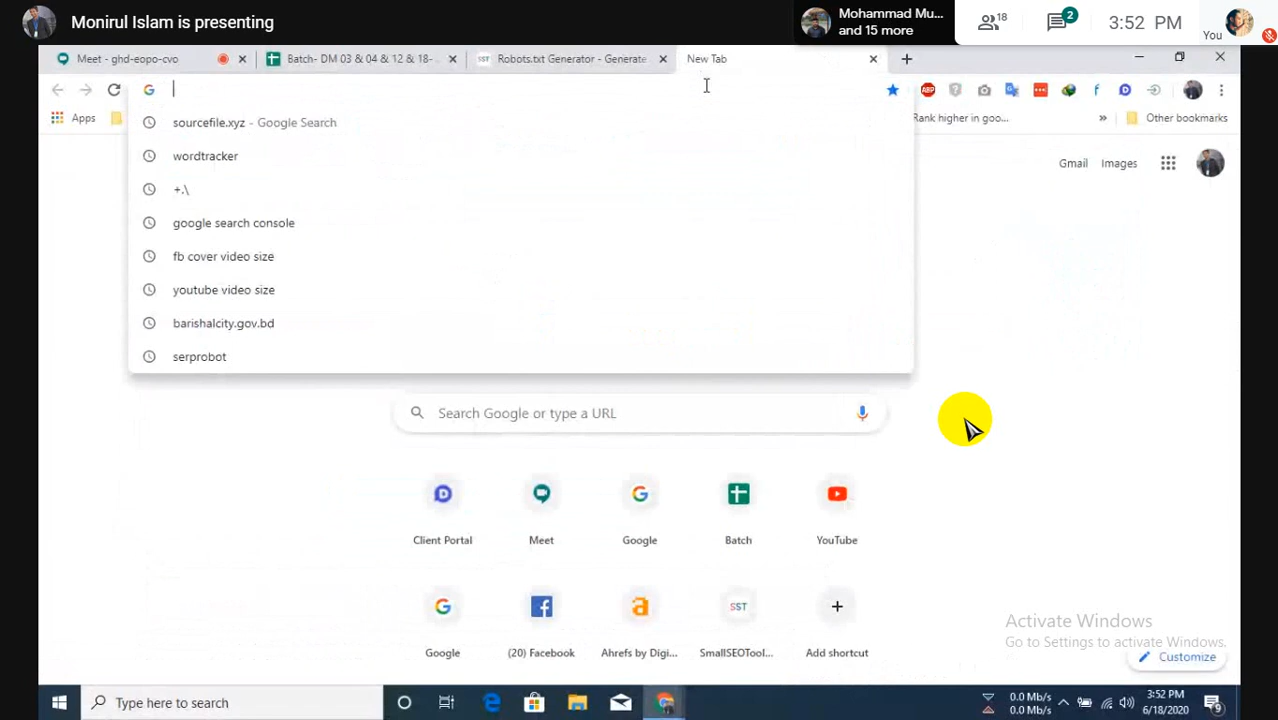 Monirul Islam is presenting
Mohammad Mu...
and 15 more
18
2
3:52 PM
You
Meet - ghd-eopo-cvo
Batch- DM 03 & 04 & 12 & 18-
SST
Robots.txt Generator - Generate
New Tab
ABP
Apps
Rank higher in goo...
»
Other bookmarks
sourcefile.xyz - Google Search
wordtracker
+.\
google search console
fb cover video size
youtube video size
barishalcity.gov.bd
serprobot
Gmail
Images
Search Google or type a URL
Client Portal
Meet
Google
Batch
YouTube
SST
Google
(20) Facebook
Ahrefs by Digi...
SmallSEOTool...
Add shortcut
Activate Windows
Go to Settings to activate Windows.
Customize
Type here to search
0.0 Mb/s
0.0 Mb/s
3:52 PM
6/18/2020
9